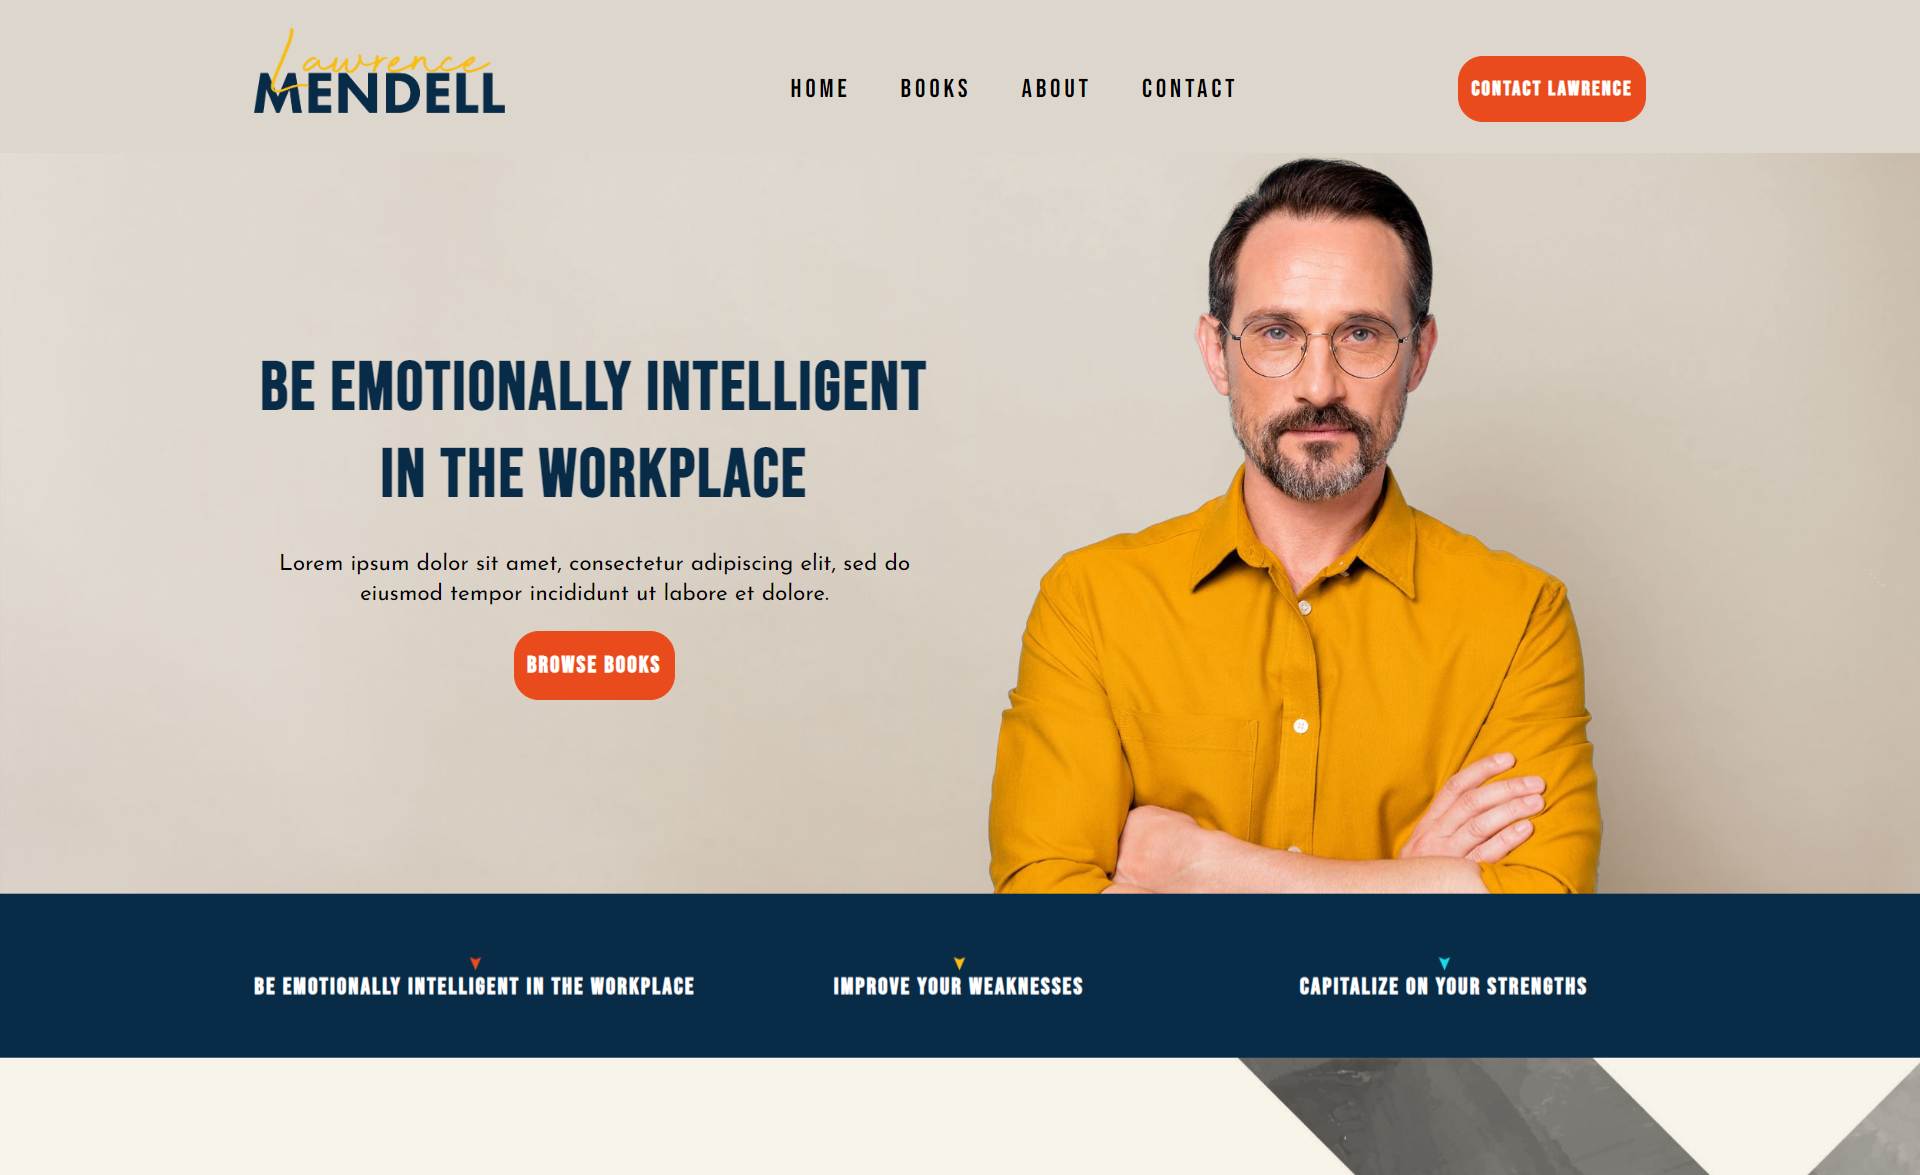 Lawrence
MENDELL
HOME BOOKS ABOUT CONTACT
CONTACT LAWRENCE
BE EMOTIONALLY INTELLIGENT
IN THE WORKPLACE
Lorem ipsum dolor sit amet, consectetur adipiscing elit, sed do
eiusmod tempor incididunt ut labore et dolore.
BROWSE BOOKS
BE EMOTIONALLY INTELLIGENT IN THE WORKPLACE
IMPROVE YOUR WEAKNESSES
CAPITALIZE ON YOUR STRENGTHS